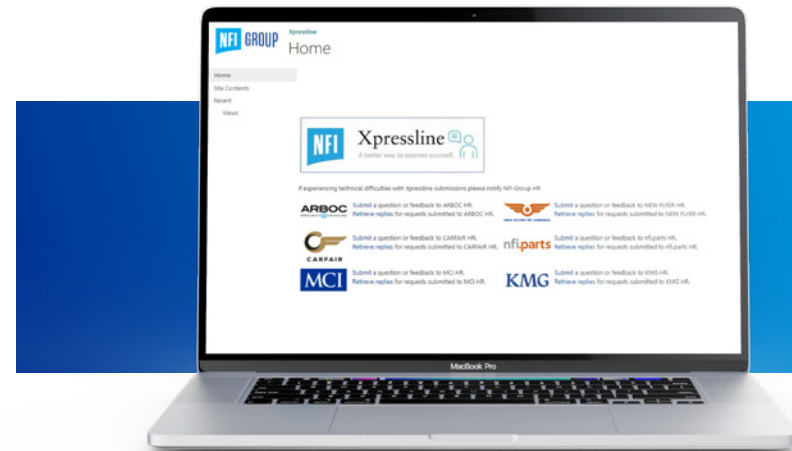 NFI GROUP
Xpressline
Home
Home
Site Contents
Recent
Views
NFI
Xpressline
A better way to express yourself.
If experiencing technical difficulties with Xpressline submissions please notify NFI Group HR
ARBOC
SPECIALTY VEHICLES
Submit a question or feedback to ARBOC HR.
Retrieve replies for requests submitted to ARBOC HR.
NEW FLYER OF AMERICA
Submit a question or feedback to NEW FLYER HR.
Retrieve replies for requests submitted to NEW FLYER HR.
CARFAIR
Submit a question or feedback to CARFAIR HR.
Retrieve replies for requests submitted to CARFAIR HR.
nfi.parts
Submit a question or feedback to nfi.parts HR.
Retrieve replies for requests submitted to nfi.parts HR.
MCI
Submit a question or feedback to MCI HR.
Retrieve replies for requests submitted to MCI HR.
KMG
Submit a question or feedback to KMG HR.
Retrieve replies for requests submitted to KMG HR.
MacBook Pro